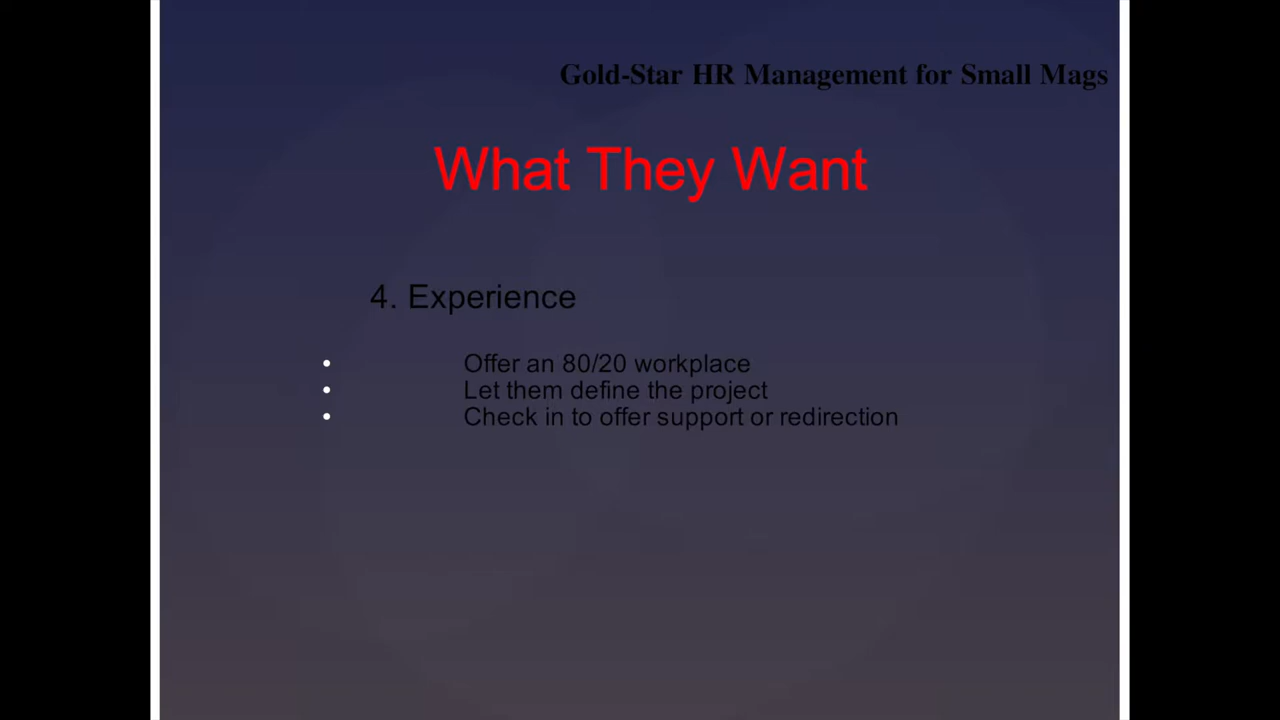 Gold-Star HR Management for Small Mags
What They Want
4. Experience
• Offer an 80/20 workplace
• Let them define the project
• Check in to offer support or redirection